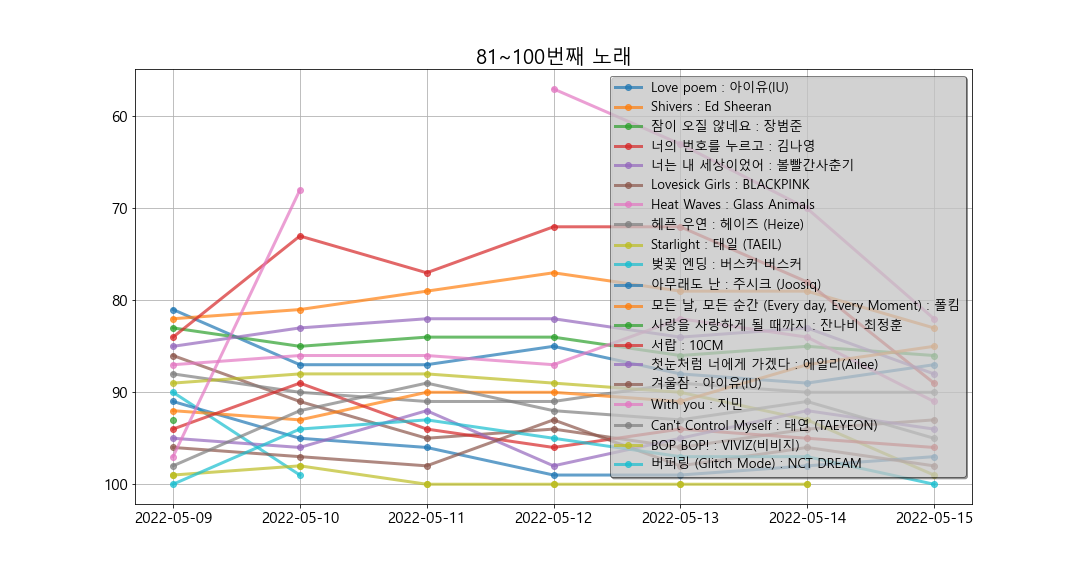 81~100번째 노래
Love poem : 아이유(IU)
Shivers : Ed Sheeran
잠이 오질 않네요 : 장범준
너의 번호를 누르고 : 김나영
너는 내 세상이었어 : 볼빨간사춘기
Lovesick Girls : BLACKPINK
Heat Waves : Glass Animals
헤픈 우연 : 헤이즈 (Heize)
Starlight : 태일 (TAEIL)
벚꽃 엔딩 : 버스커 버스커
아무래도 난 : 주시크 (Joosiq)
모든 날, 모든 순간 (Every day, Every Moment) : 폴킴
사랑을 사랑하게 될 때까지 : 잔나비 최정훈
서랍 : 10CM
첫눈처럼 너에게 가겠다 : 에일리(Ailee)
겨울잠 : 아이유(IU)
With you : 지민
Can't Control Myself : 태연 (TAEYEON)
BOP BOP! : VIVIZ(비비지)
버퍼링 (Glitch Mode) : NCT DREAM
60
70
80
90
100
2022-05-09 2022-05-10 2022-05-11 2022-05-12 2022-05-13 2022-05-14 2022-05-15